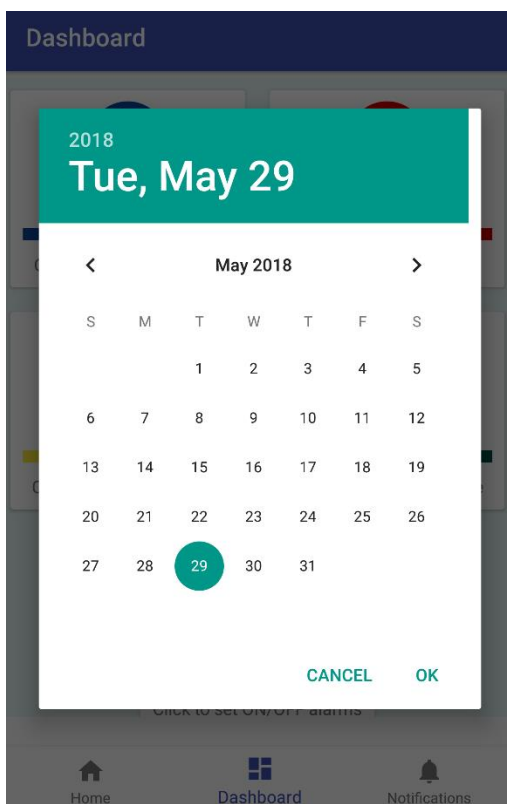 Dashboard
2018
Tue, May 29
May 2018
S M T W T F S
1 2 3 4 5
6 7 8 9 10 11 12
13 14 15 16 17 18 19
20 21 22 23 24 25 26
27 28 29 30 31
CANCEL OK
Click to set ON/OFF alarms
Home Dashboard Notifications